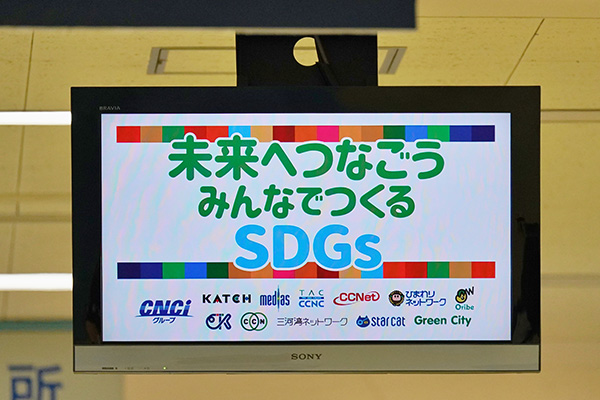 BRAVIA
未来へつなごう
みんなでつくる
SDGs
CNCi グループ KATCH medias TAC CCNC CCNeT ひまわりネットワーク Oribe
CK CCN 三河湾ネットワーク starcat Green City
SONY
所